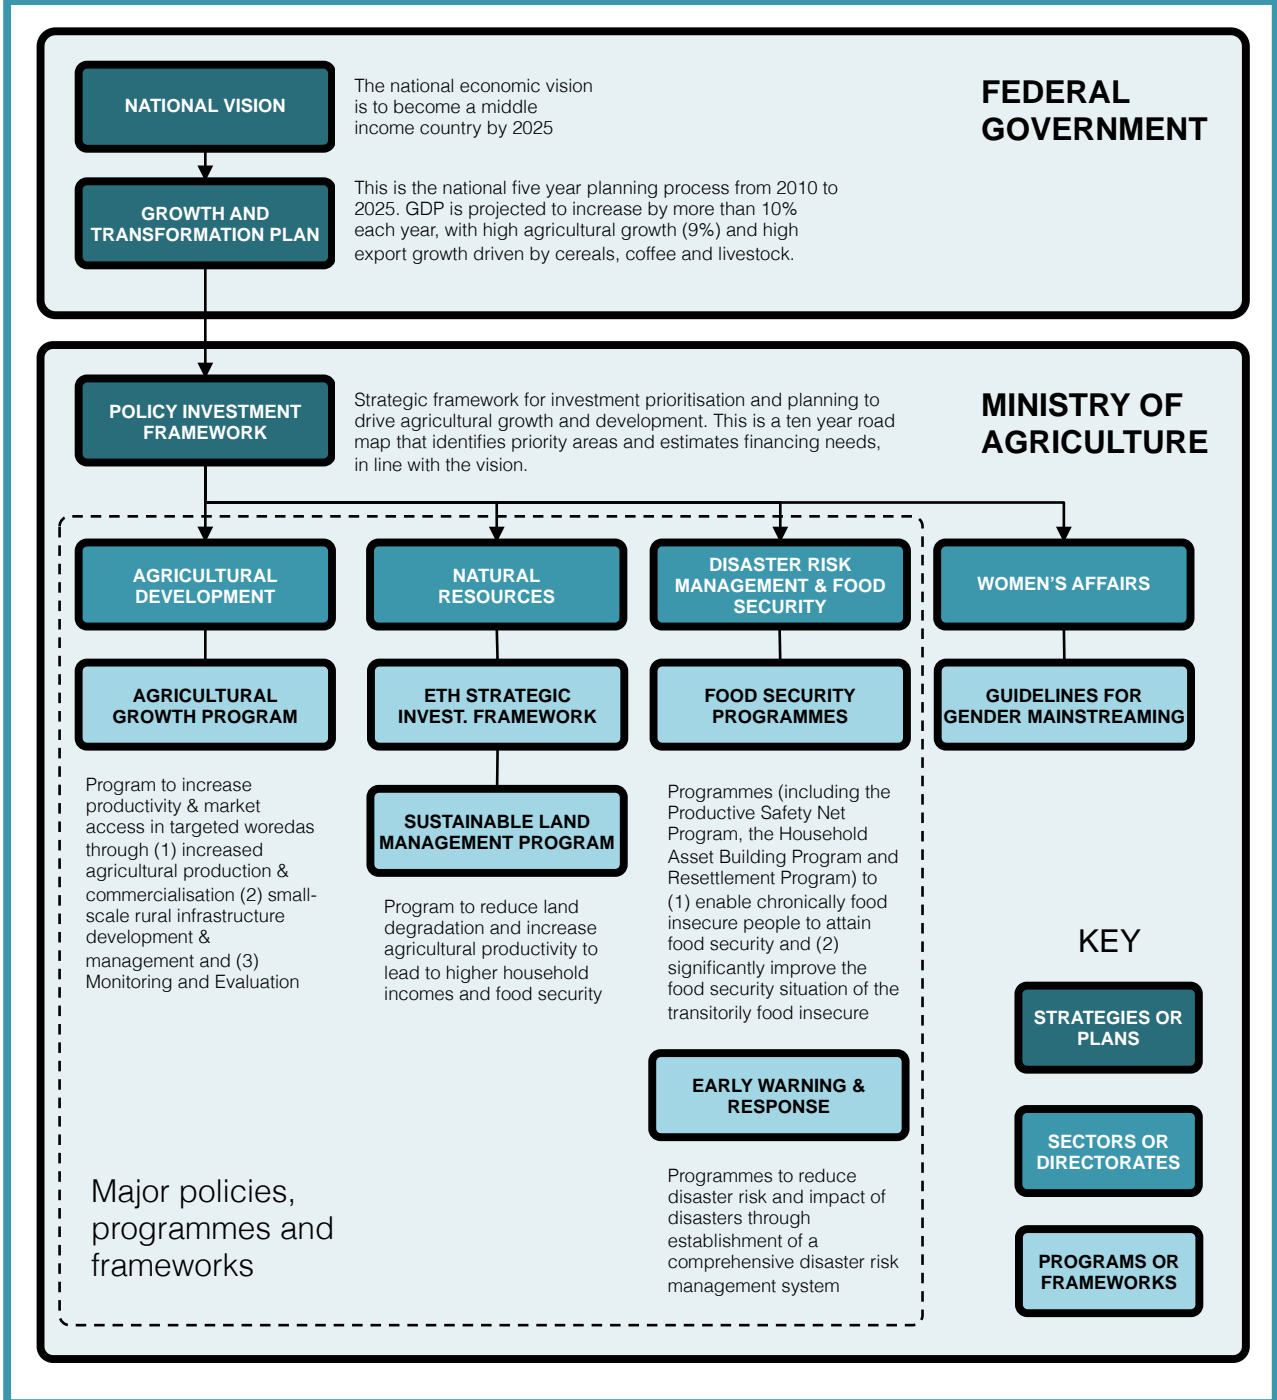 NATIONAL VISION
The national economic vision
is to become a middle
income country by 2025
FEDERAL
GOVERNMENT
GROWTH AND
TRANSFORMATION PLAN
This is the national five year planning process from 2010 to
2025. GDP is projected to increase by more than 10%
each year, with high agricultural growth (9%) and high
export growth driven by cereals, coffee and livestock.
POLICY INVESTMENT
FRAMEWORK
Strategic framework for investment prioritisation and planning to
drive agricultural growth and development. This is a ten year road
map that identifies priority areas and estimates financing needs,
in line with the vision.
MINISTRY OF
AGRICULTURE
AGRICULTURAL
DEVELOPMENT
NATURAL
RESOURCES
DISASTER RISK
MANAGEMENT & FOOD
SECURITY
WOMEN'S AFFAIRS
AGRICULTURAL
GROWTH PROGRAM
ETH STRATEGIC
INVEST. FRAMEWORK
FOOD SECURITY
PROGRAMMES
GUIDELINES FOR
GENDER MAINSTREAMING
Program to increase
productivity & market
access in targeted woredas
through (1) increased
agricultural production &
commercialisation (2) small-
scale rural infrastructure
development &
management and (3)
Monitoring and Evaluation
SUSTAINABLE LAND
MANAGEMENT PROGRAM
Program to reduce land
degradation and increase
agricultural productivity to
lead to higher household
incomes and food security
Programmes (including the
Productive Safety Net
Program, the Household
Asset Building Program and
Resettlement Program) to
(1) enable chronically food
insecure people to attain
food security and (2)
significantly improve the
food security situation of the
transitorily food insecure
EARLY WARNING &
RESPONSE
Programmes to reduce
disaster risk and impact of
disasters through
establishment of a
comprehensive disaster risk
management system
Major policies,
programmes and
frameworks
KEY
STRATEGIES OR
PLANS
SECTORS OR
DIRECTORATES
PROGRAMS OR
FRAMEWORKS